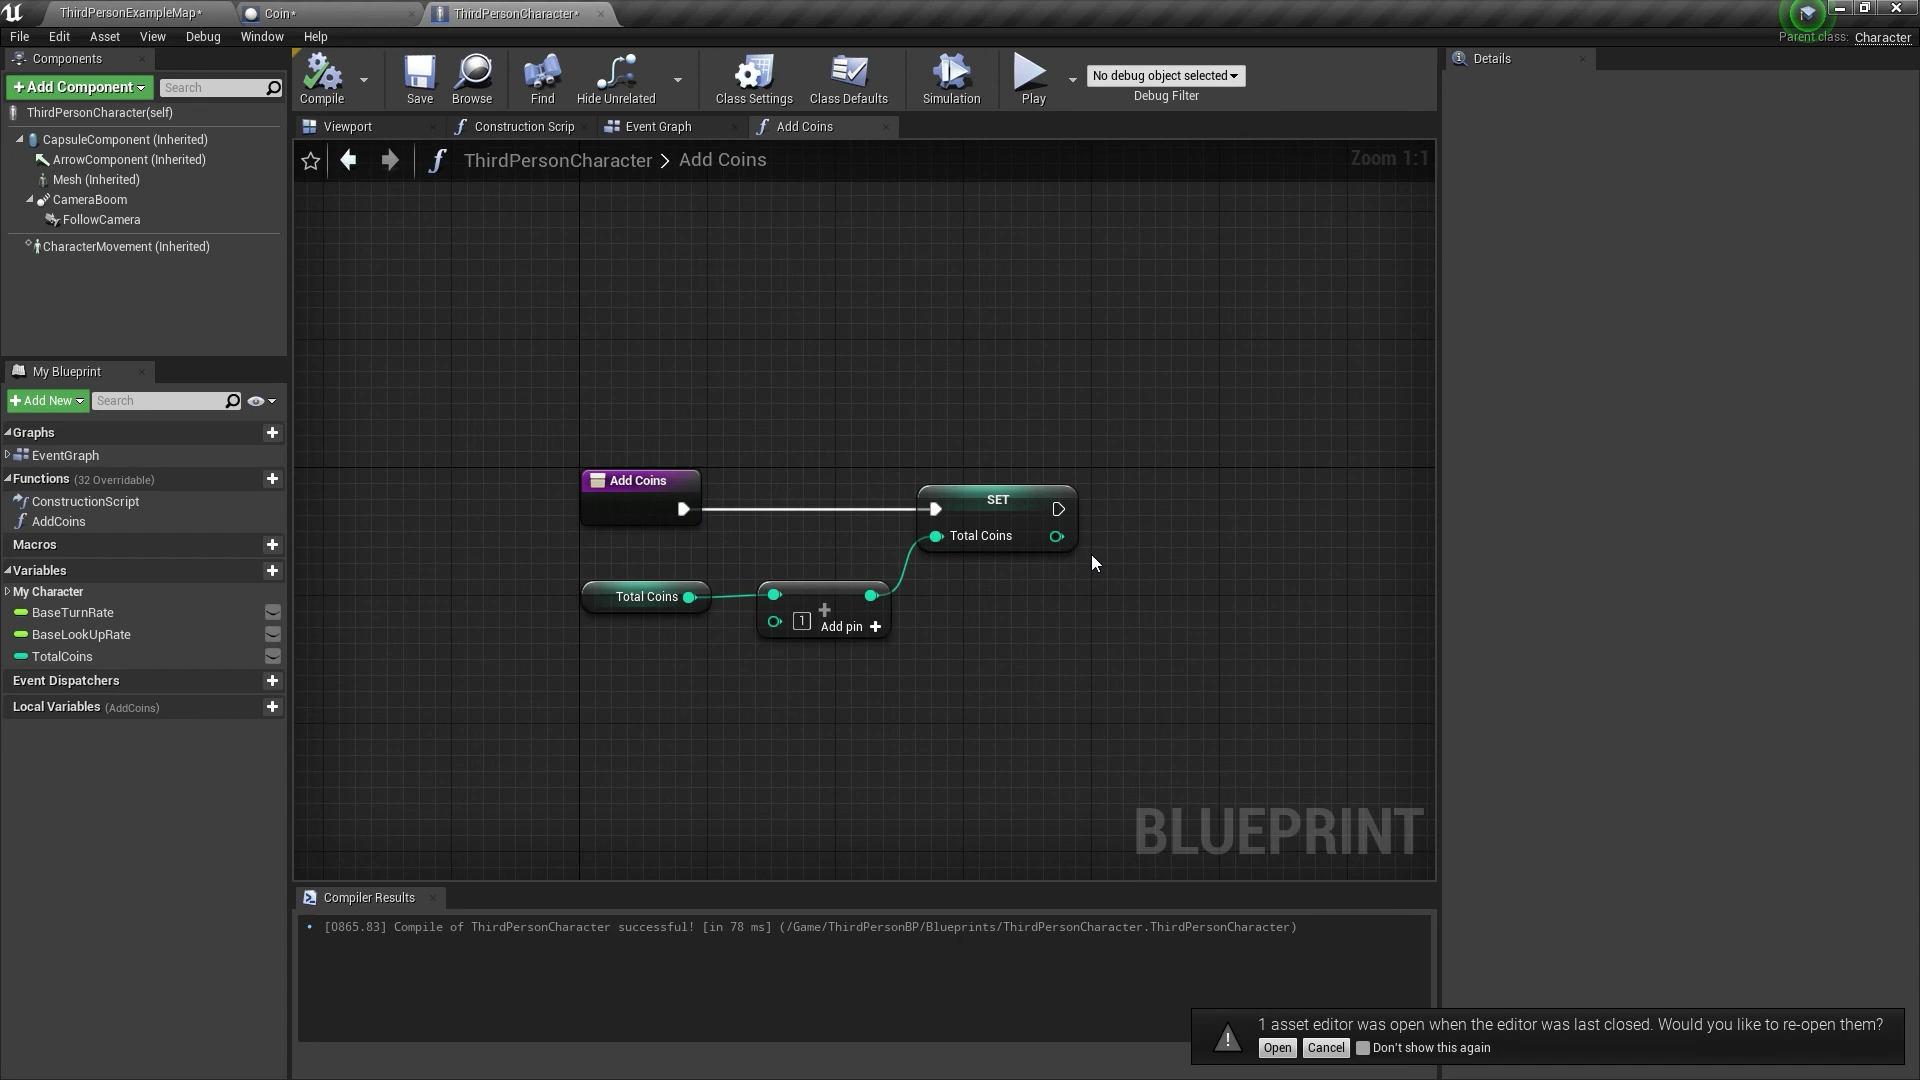 ThirdPersonExampleMap*
Coin*
ThirdPersonCharacter*
File Edit Asset View Debug Window Help
Parent class: Character
Components
+ Add Component
Search
ThirdPersonCharacter(self)
CapsuleComponent (Inherited)
ArrowComponent (Inherited)
Mesh (Inherited)
CameraBoom
FollowCamera
CharacterMovement (Inherited)
Compile
Save
Browse
Find
Hide Unrelated
Class Settings
Class Defaults
Simulation
Play
No debug object selected
Debug Filter
Details
Viewport
Construction Scrip
Event Graph
Add Coins
ThirdPersonCharacter > Add Coins
Zoom 1:1
My Blueprint
+ Add New
Search
Graphs
EventGraph
Functions (32 Overridable)
ConstructionScript
AddCoins
Macros
Variables
My Character
BaseTurnRate
BaseLookUpRate
TotalCoins
Event Dispatchers
Local Variables (AddCoins)
Add Coins
SET
Total Coins
Total Coins
1
Add pin +
BLUEPRINT
Compiler Results
• [0865.83] Compile of ThirdPersonCharacter successful! [in 78 ms] (/Game/ThirdPersonBP/Blueprints/ThirdPersonCharacter.ThirdPersonCharacter)
1 asset editor was open when the editor was last closed. Would you like to re-open them?
Open Cancel Don't show this again